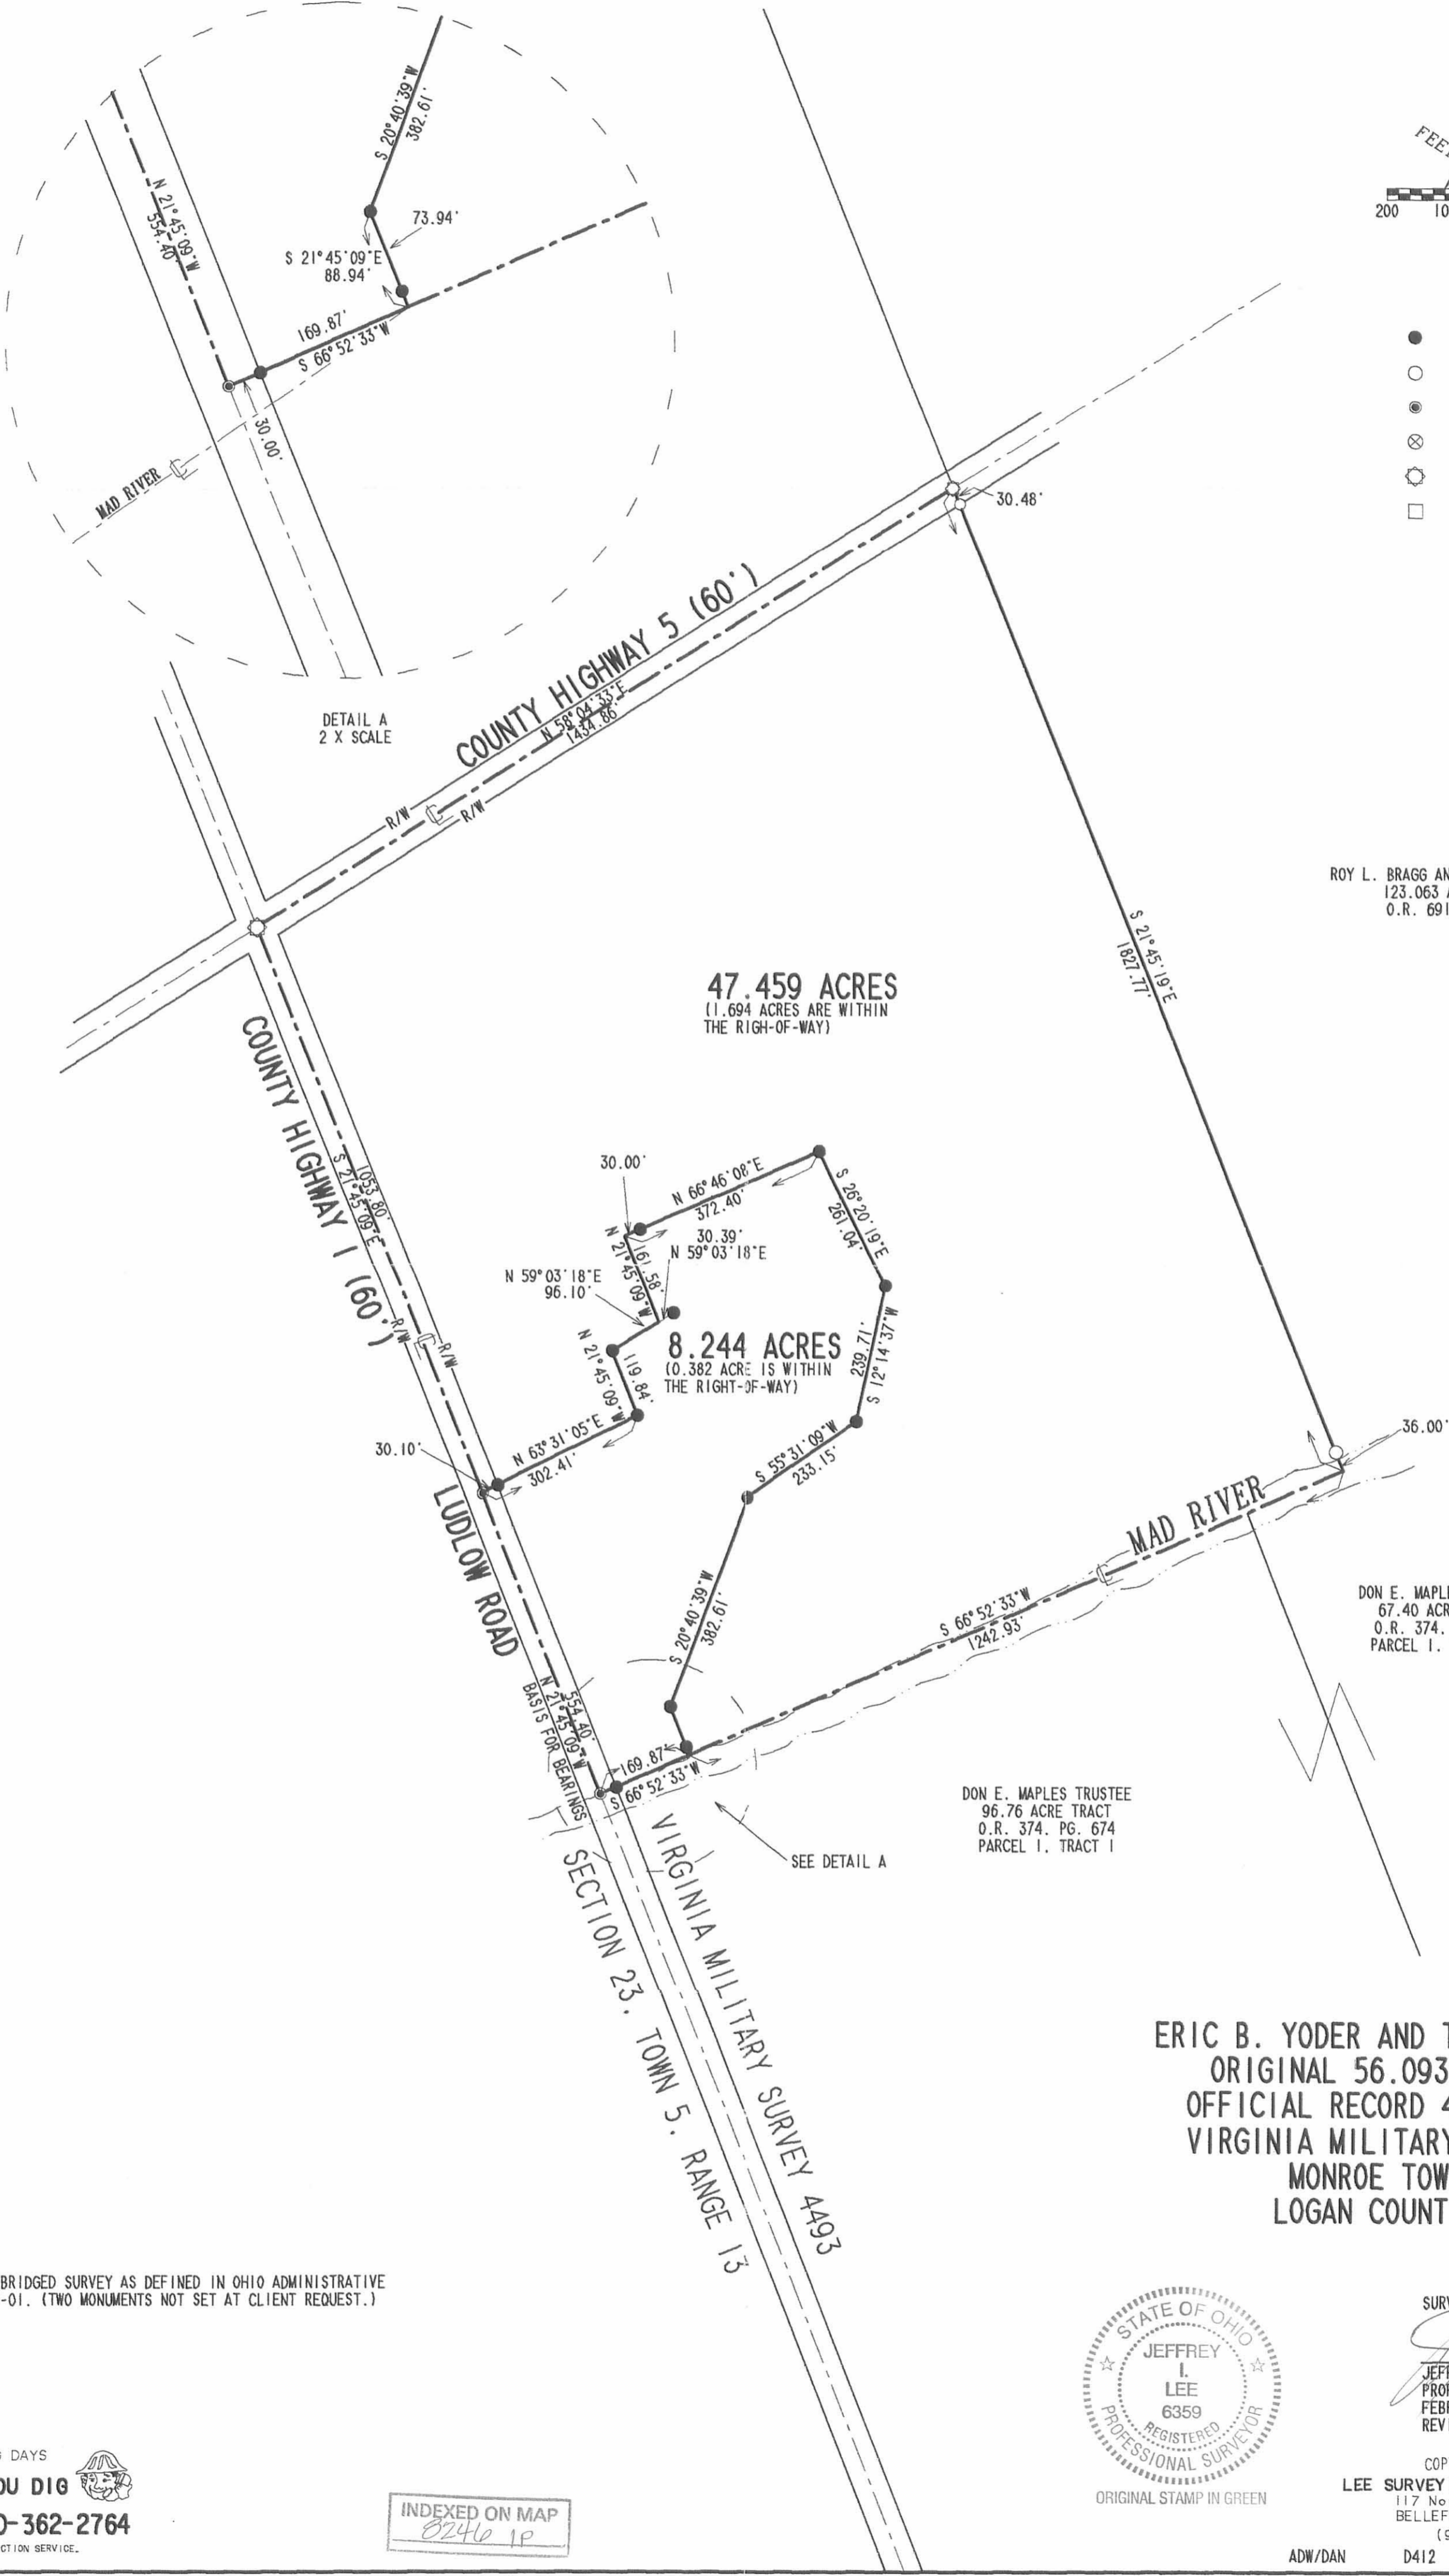 S 20°40'39"W
382.61'
N 21°45'09"W
554.40'
73.94'
S 21°45'09"E
88.94'
169.87'
S 66°52'33"W
30.00'
MAD RIVER
DETAIL A
2 X SCALE
200
30.48'
COUNTY HIGHWAY 5 (60')
N 58°04'33"E
1434.86'
R/W
R/W
ROY L. BRAGG AN
123.063
O.R. 691
S 21°45'19"E
1827.77'
47.459 ACRES
(1.694 ACRES ARE WITHIN
THE RIGH-OF-WAY)
COUNTY HIGHWAY 1 (60')
1053.80'
S 21°45'09"E
R/W
R/W
30.00'
N 66°46'08"E
372.40'
30.39'
N 59°03'18"E
161.58'
N 21°45'09"W
N 59°03'18"E
96.10'
S 26°20'19"E
261.04'
239.71'
S 12°14'37"W
8.244 ACRES
(0.382 ACRE IS WITHIN
THE RIGHT-OF-WAY)
N 21°45'09"W
119.84'
30.10'
N 63°31'05"E
302.41'
S 55°31'09"W
233.15'
36.00'
LUDLOW ROAD
MAD RIVER
S 20°40'39"W
382.61'
S 66°52'33"W
1242.93'
DON E. MAPL
67.40 ACR
O.R. 374.
PARCEL 1.
554.40'
N 21°45'09"W
BASIS FOR BEARINGS
169.87'
S 66°52'33"W
DON E. MAPLES TRUSTEE
96.76 ACRE TRACT
O.R. 374. PG. 674
PARCEL 1. TRACT 1
SEE DETAIL A
VIRGINIA MILITARY SURVEY 4493
SECTION 23. TOWN 5. RANGE 13
ERIC B. YODER AND T
ORIGINAL 56.093
OFFICIAL RECORD 4
VIRGINIA MILITARY
MONROE TOW
LOGAN COUNT
BRIDGED SURVEY AS DEFINED IN OHIO ADMINISTRATIVE
-01. (TWO MONUMENTS NOT SET AT CLIENT REQUEST.)
STATE OF OHIO
JEFFREY
I.
LEE
6359
REGISTERED
PROFESSIONAL SURVEYOR
ORIGINAL STAMP IN GREEN
SURV
JEFF
PROF
FEBR
REV
COP
LEE SURVEY
117 No
BELLEF
ADW/DAN D412
DAYS
OU DIG
0-362-2764
CTION SERVICE.
INDEXED ON MAP
8246 1P